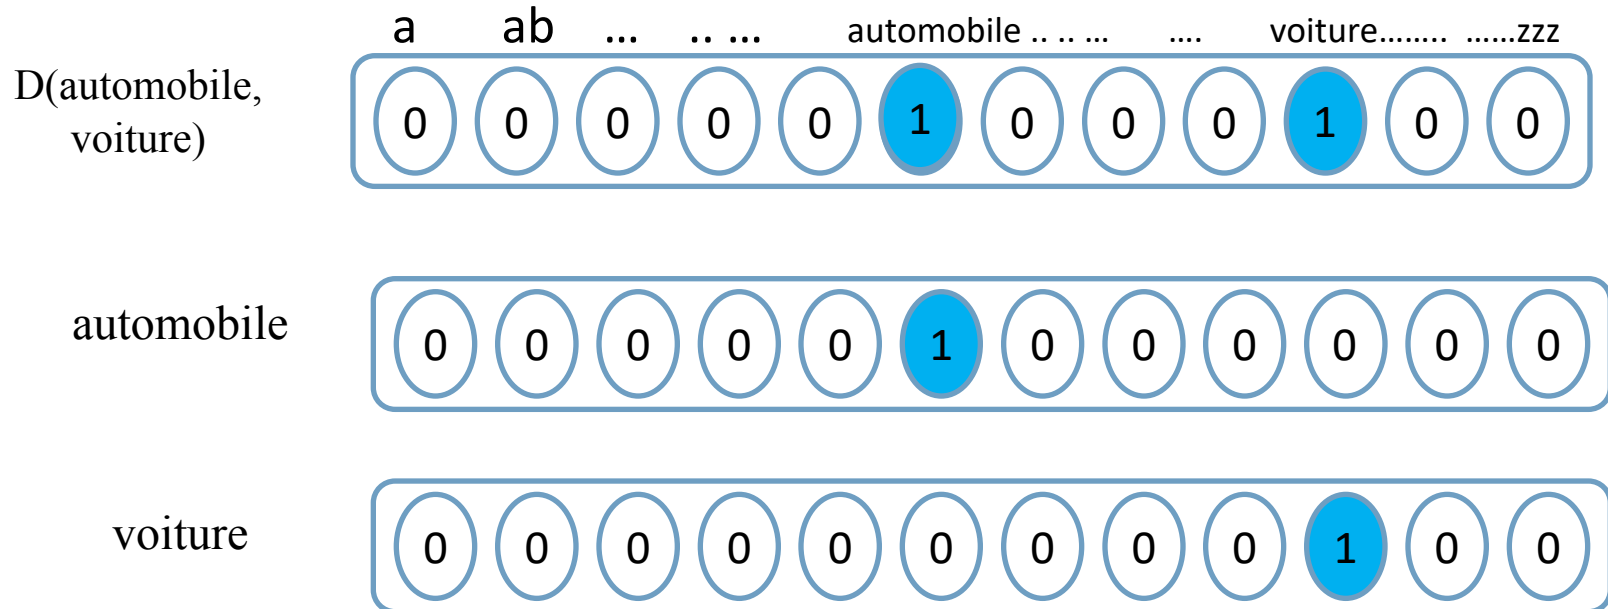 a ab ... .. ... automobile .. .. ... .... voiture........ ......zzz
D(automobile,
voiture)
0 0 0 0 0 1 0 0 0 1 0 0
automobile
0 0 0 0 0 1 0 0 0 0 0 0
voiture
0 0 0 0 0 0 0 0 0 1 0 0